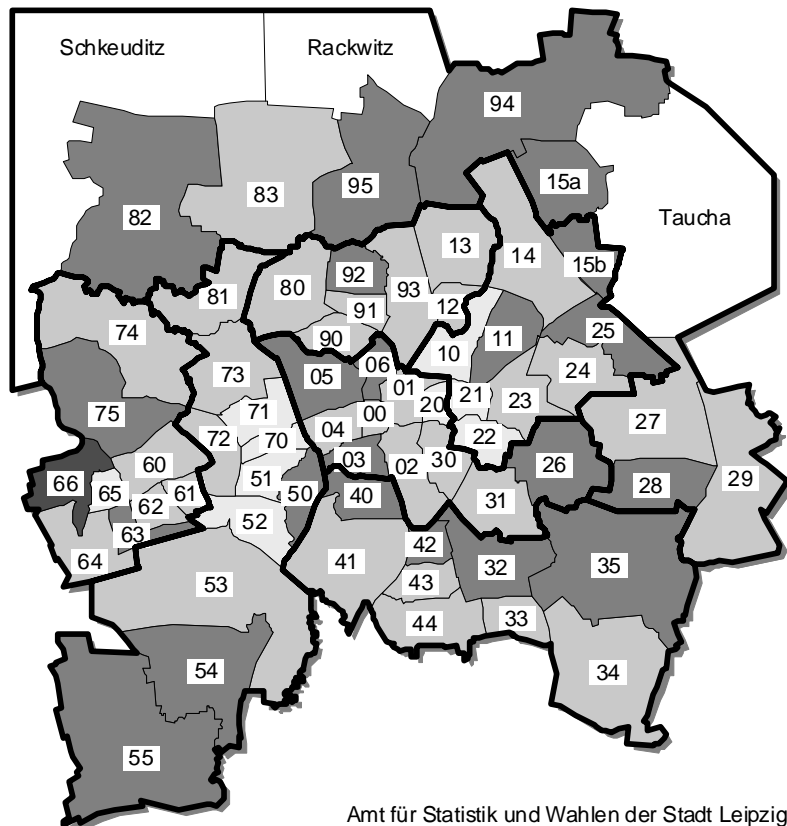 Schkeuditz Rackwitz
94
15a
83 95
82
Taucha
13
14
92 15b
80 93
81 91 12
74 90 11 25
10
73 05 06 24
01 21
75 71 00 20 23 27
72 04 22
70
60 03 02 30 26
66 51 29
65 61 50 28
62 40 31
63
52 42
64 41 32 35
53 43
44 33
34
54
55
Amt für Statistik und Wahlen der Stadt Leipzig